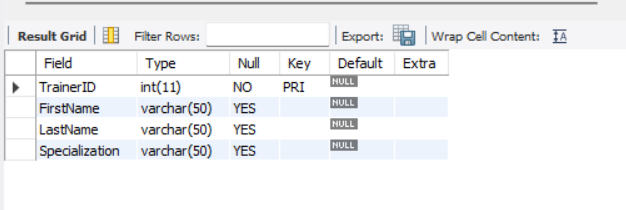 Result Grid Filter Rows: Export: Wrap Cell Content: IA
Field Type Null Key Default Extra
TrainerID int(11) NO PRI NULL
FirstName varchar(50) YES NULL
LastName varchar(50) YES NULL
Specialization varchar(50) YES NULL